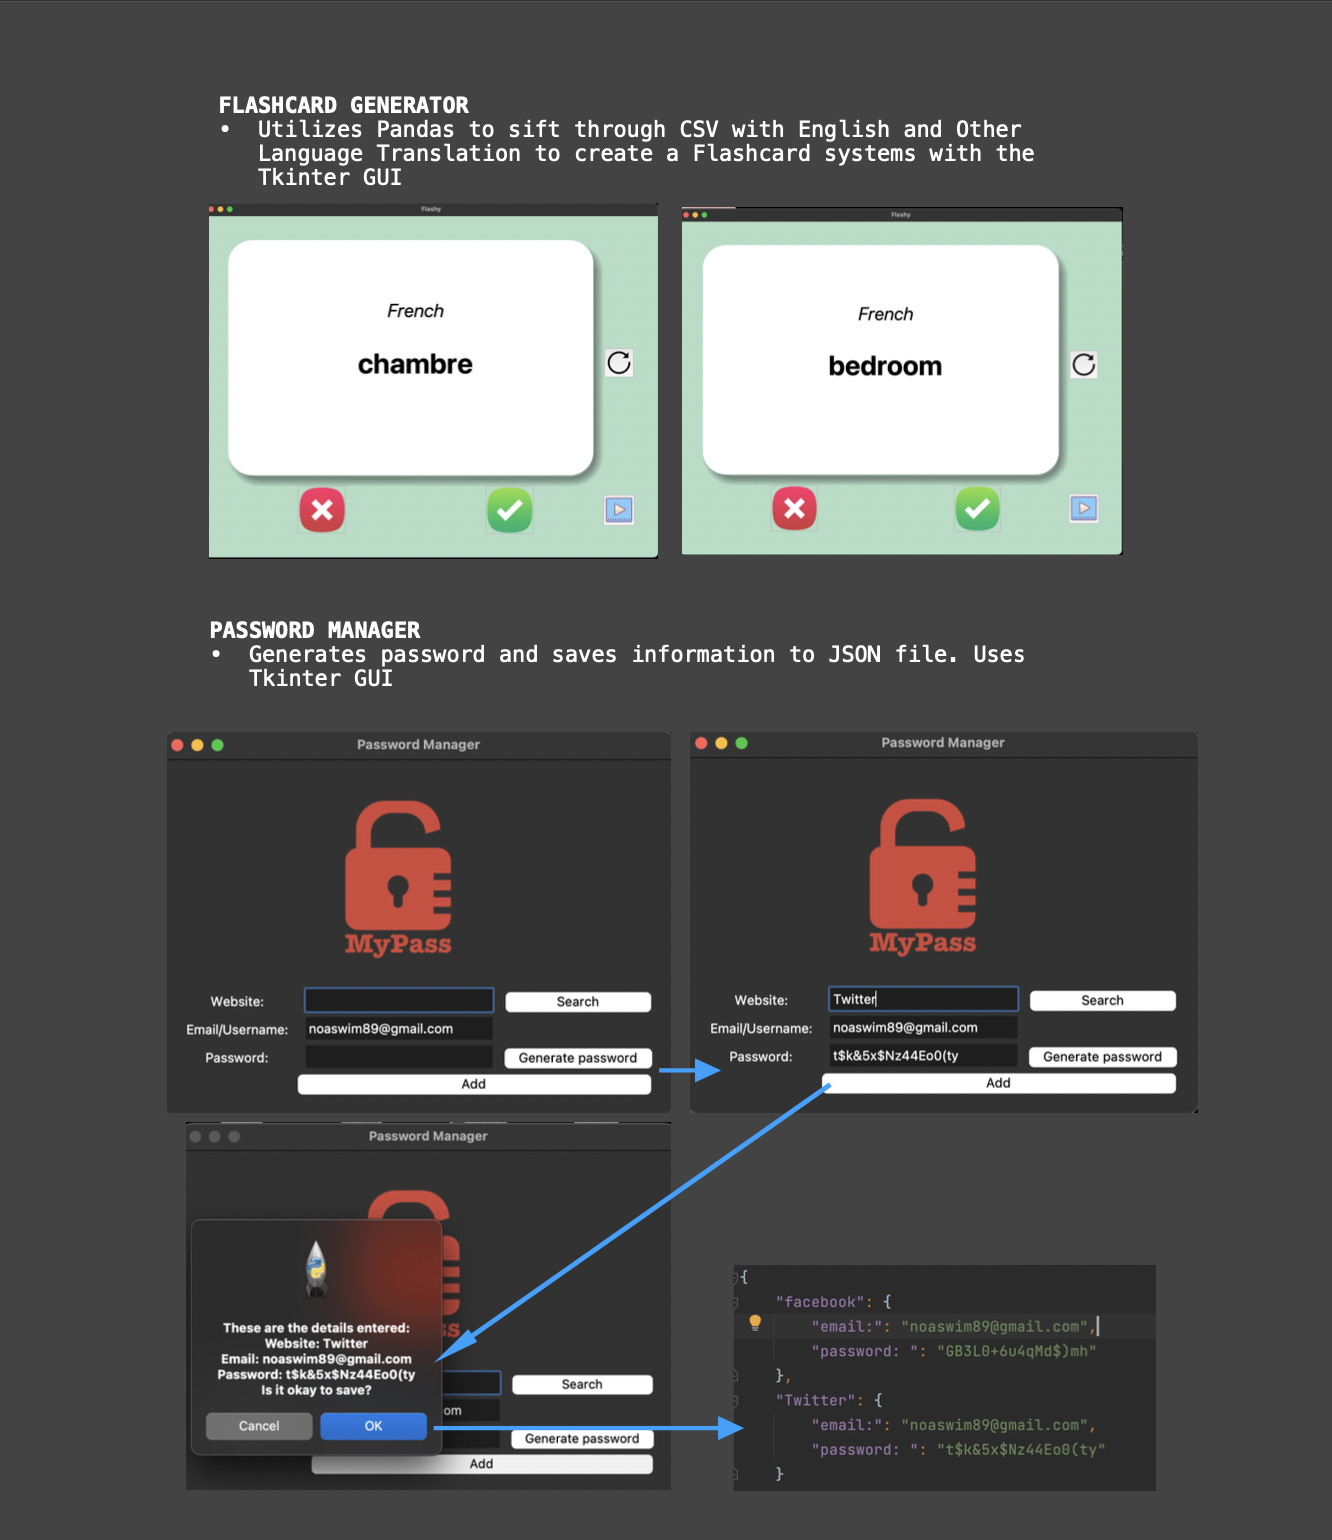 FLASHCARD GENERATOR
• Utilizes Pandas to sift through CSV with English and Other
Language Translation to create a Flashcard systems with the
Tkinter GUI
Flashy
French
chambre
Flashy
French
bedroom
PASSWORD MANAGER
• Generates password and saves information to JSON file. Uses
Tkinter GUI
Password Manager
MyPass
Website:
Search
Email/Username: noaswim89@gmail.com
Password:
Generate password
Add
Password Manager
MyPass
Website: Twitter
Search
Email/Username: noaswim89@gmail.com
Password: t$k&5x$Nz44Eo0(ty
Generate password
Add
Password Manager
These are the details entered:
Website: Twitter
Email: noaswim89@gmail.com
Password: t$k&5x$Nz44Eo0(ty
Is it okay to save?
Cancel
OK
ss
Search
om
Generate password
Add
{
"facebook": {
"email:": "noaswim89@gmail.com",
"password: ": "GB3L0+6u4qMd$)mh"
},
"Twitter": {
"email:": "noaswim89@gmail.com",
"password: ": "t$k&5x$Nz44Eo0(ty"
}